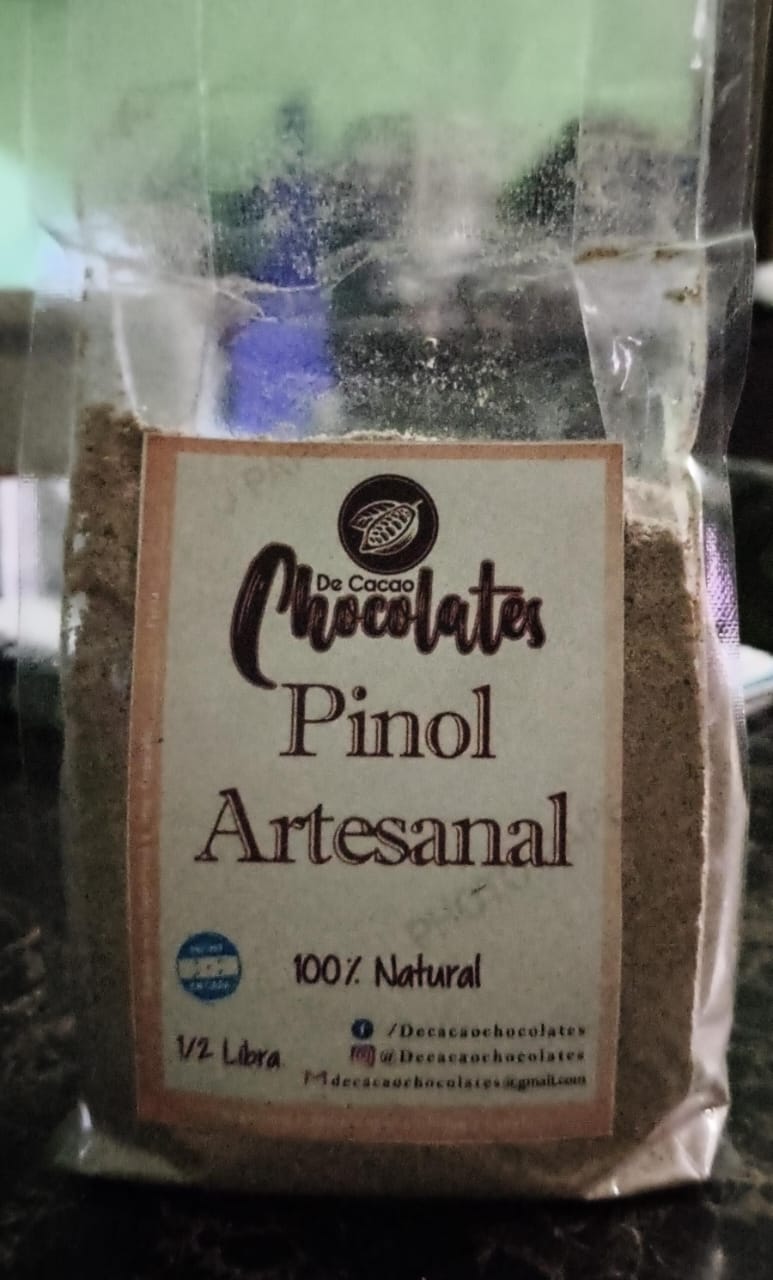 De Cacao
Chocolates
Pinol
Artesanal
100% Natural
1/2 Libra
/Decacaochocolates
@Decacaochocolates
decacaochocolates@gmail.com